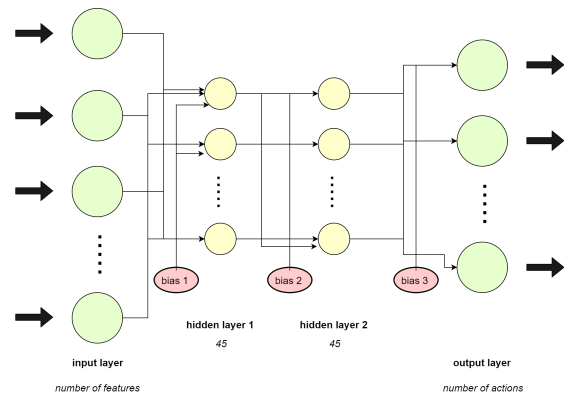 bias 1
bias 2
bias 3
hidden layer 1
hidden layer 2
45
45
input layer
output layer
number of features
number of actions